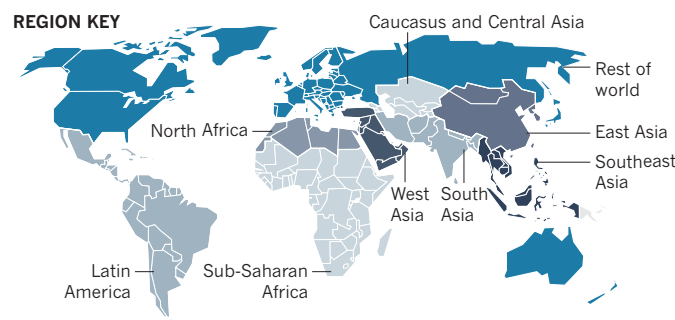 REGION KEY
Caucasus and Central Asia
Rest of
world
North Africa
East Asia
Southeast
Asia
West
Asia
South
Asia
Latin
America
Sub-Saharan
Africa